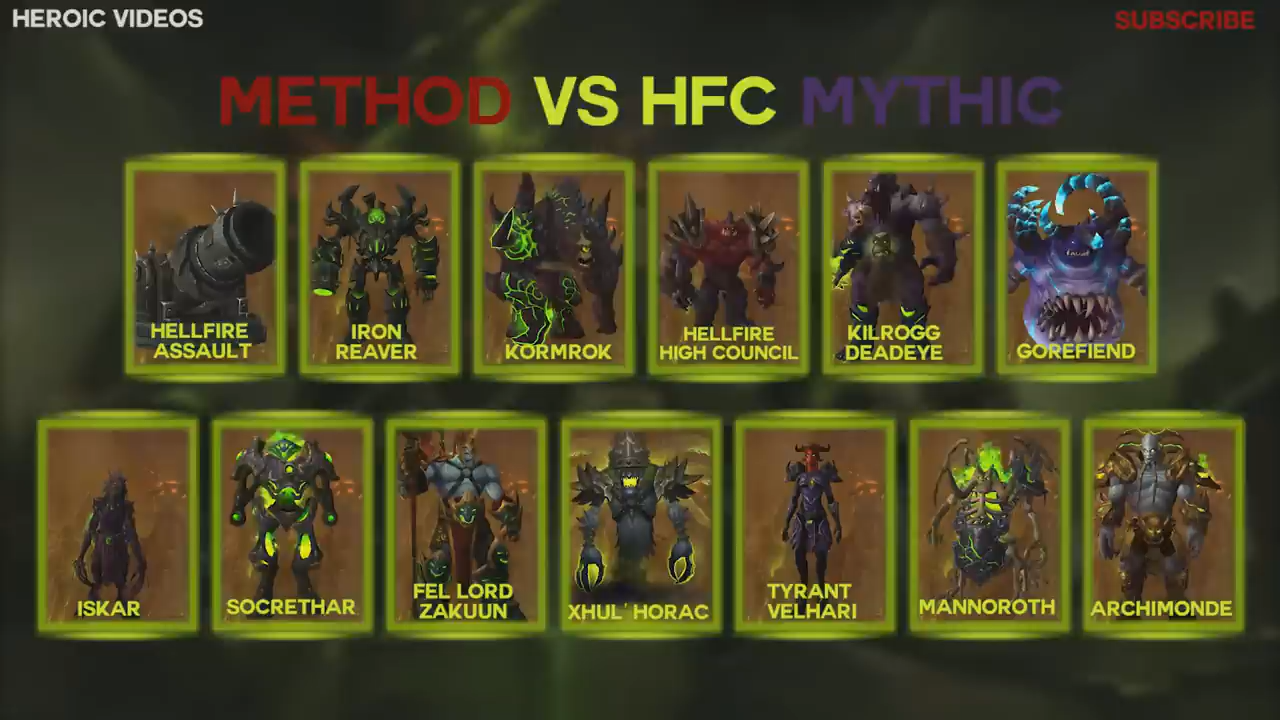 HEROIC VIDEOS
SUBSCRIBE
METHOD VS HFC MYTHIC
HELLFIRE
ASSAULT
IRON
REAVER
KORMROK
HELLFIRE
HIGH COUNCIL
KILROGG
DEADEYE
GOREFIEND
ISKAR
SOCRETHAR
FEL LORD
ZAKUUN
XHUL'HORAC
TYRANT
VELHARI
MANNOROTH
ARCHIMONDE